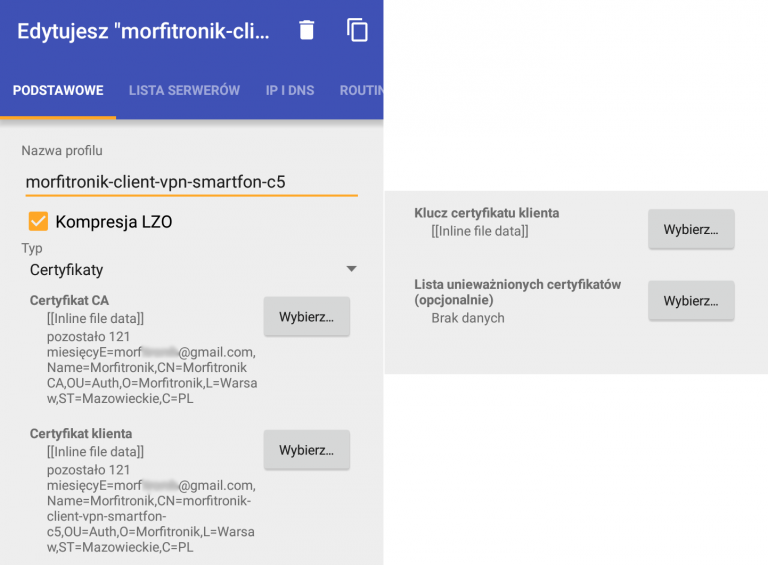 Edytujesz "morfitronik-cli...
PODSTAWOWE
LISTA SERWERÓW
IP I DNS
ROUTIN
Nazwa profilu
morfitronik-client-vpn-smartfon-c5
Kompresja LZO
Typ
Certyfikaty
Certyfikat CA
[[Inline file data]]
pozostało 121
miesięcyE=morf @gmail.com,
Name=Morfitronik,CN=Morfitronik
CA,OU=Auth,O=Morfitronik,L=Warsa
w,ST=Mazowieckie,C=PL
Wybierz...
Certyfikat klienta
[[Inline file data]]
pozostało 121
miesięcyE=morf @gmail.com,
Name=Morfitronik,CN=morfitronik-
client-vpn-smartfon-
c5,OU=Auth,O=Morfitronik,L=Warsa
w,ST=Mazowieckie,C=PL
Wybierz...
Klucz certyfikatu klienta
[[Inline file data]]
Wybierz...
Lista unieważnionych certyfikatów
(opcjonalnie)
Brak danych
Wybierz...